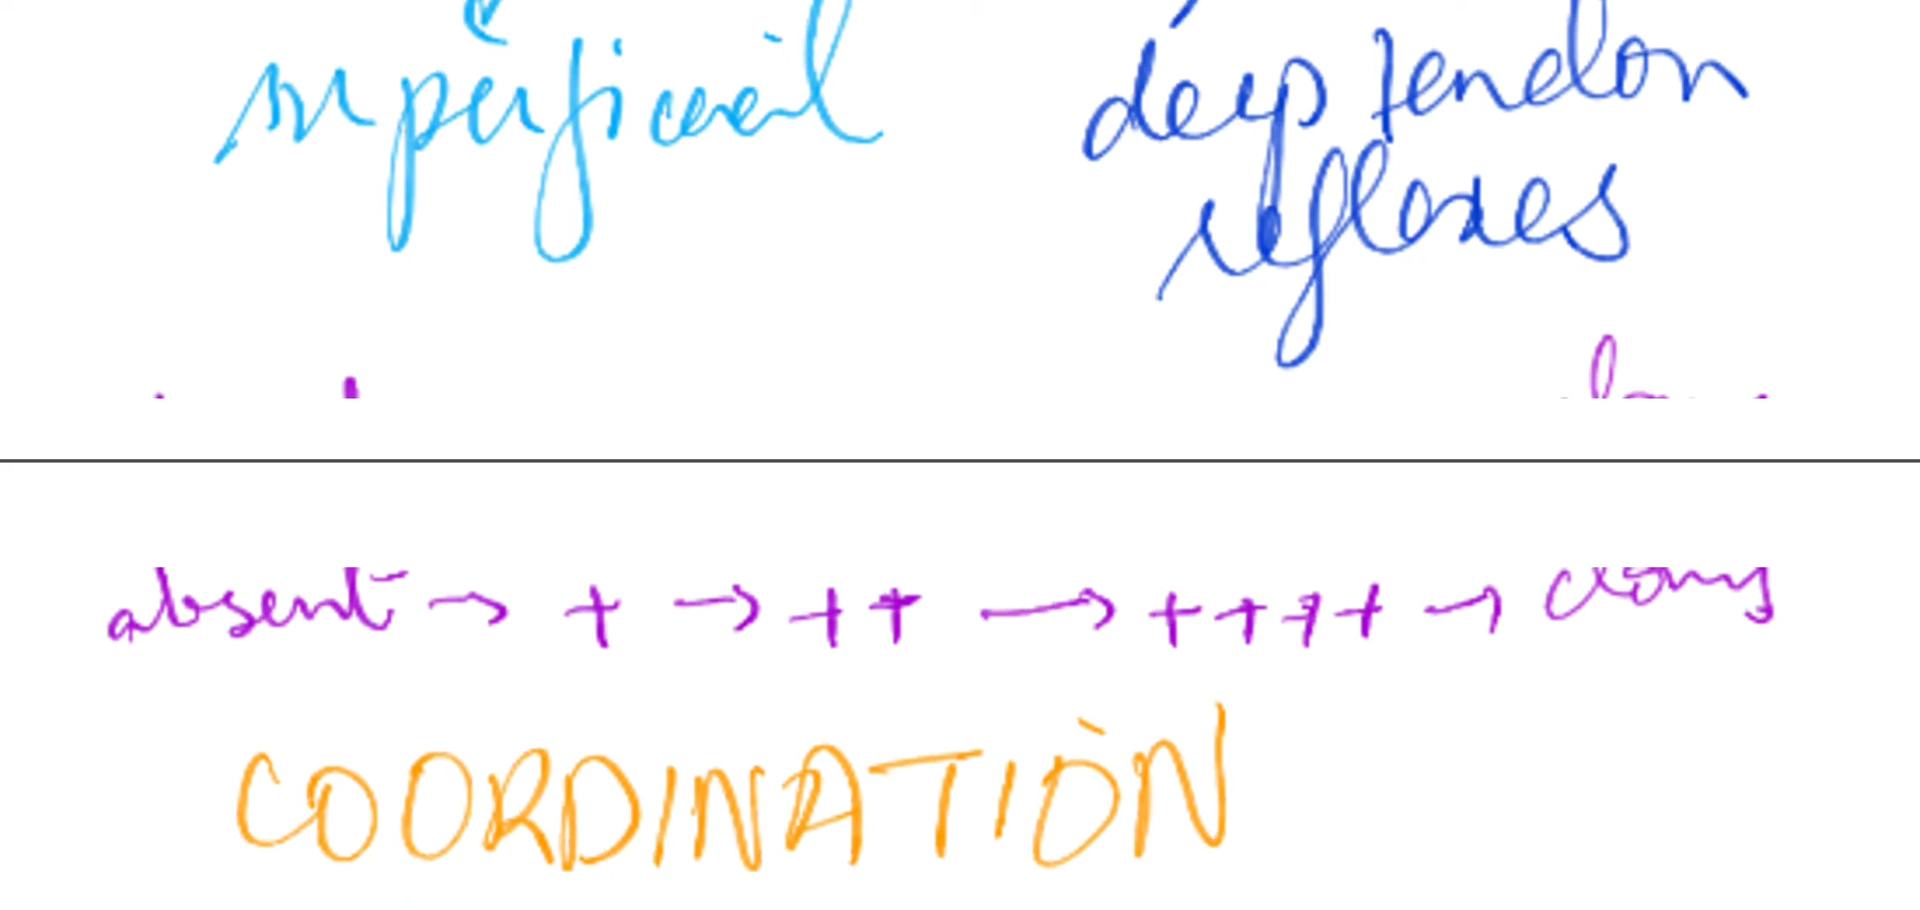 superficial deep tendon
reflexes
absent → + → ++ → ++++ → clonus
COORDINATION